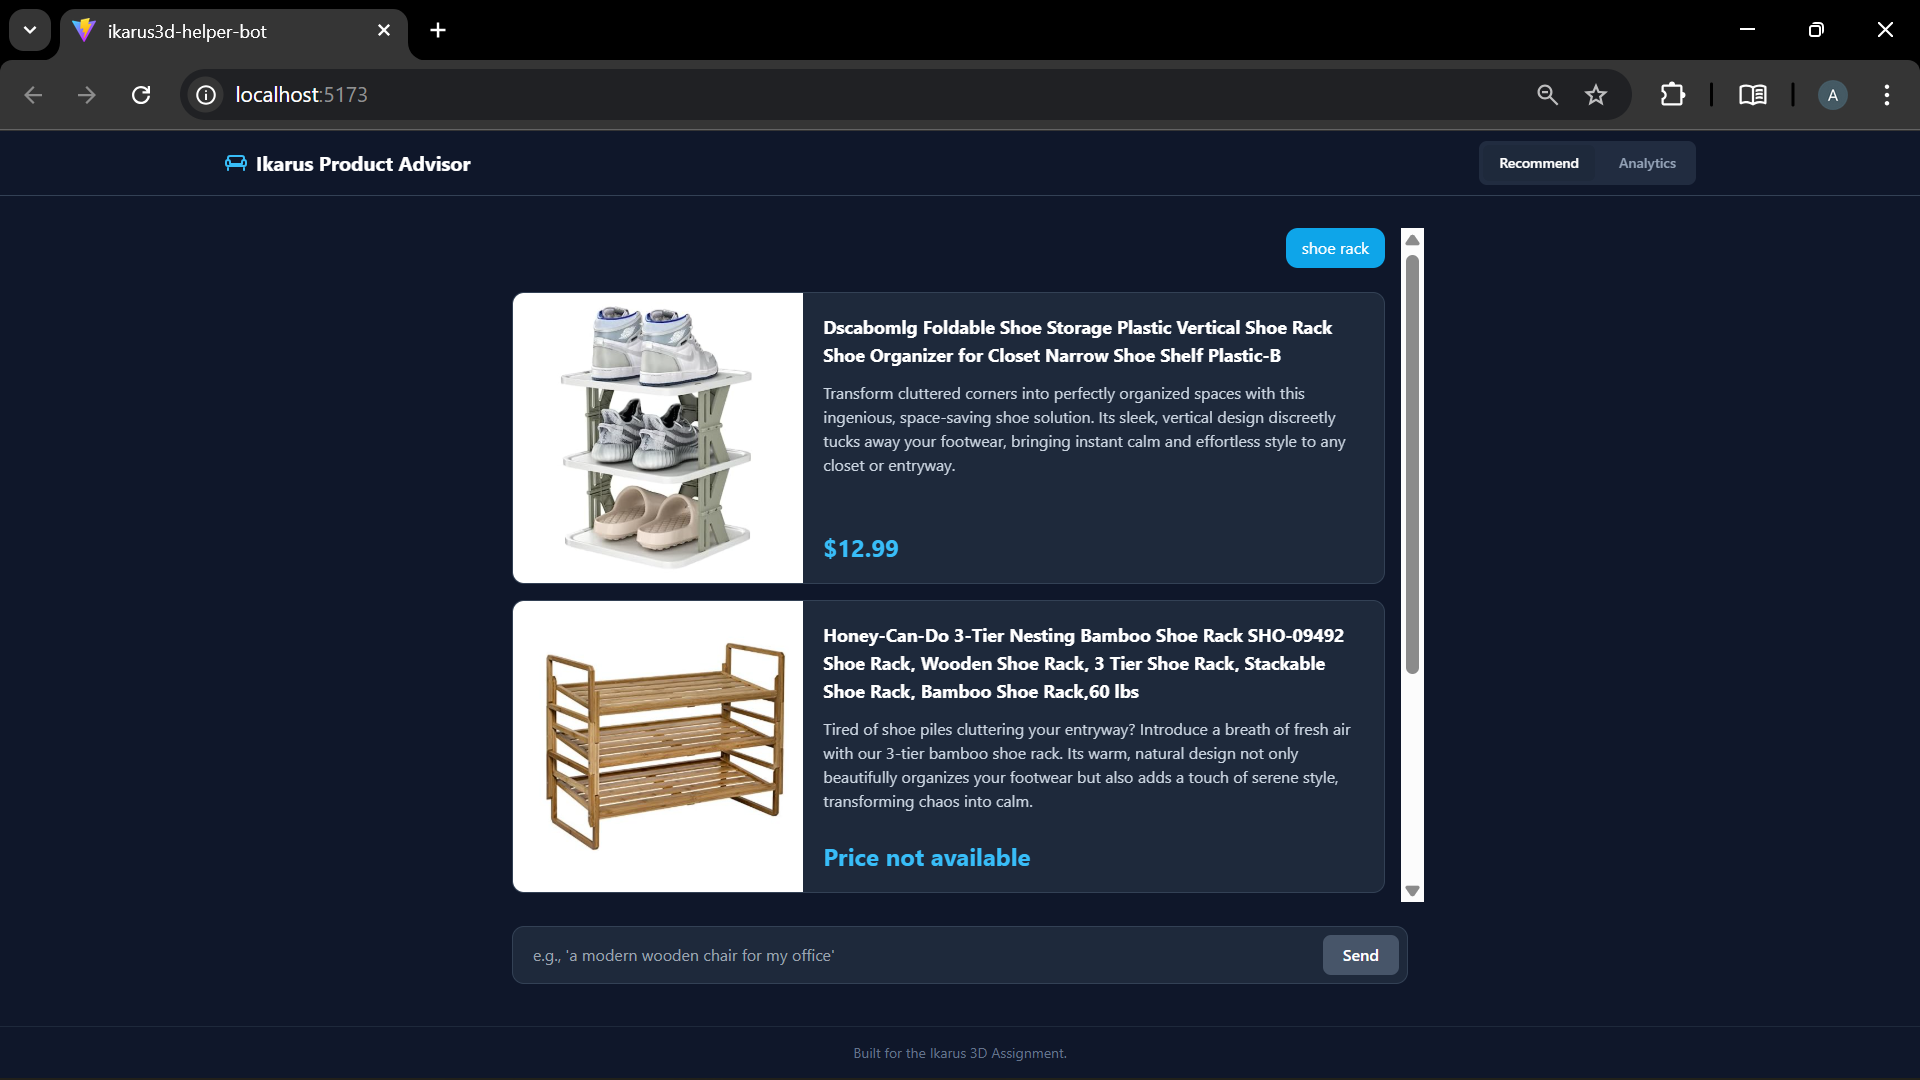 ikarus3d-helper-bot
localhost:5173
A
Ikarus Product Advisor
Recommend
Analytics
shoe rack
Dscabomlg Foldable Shoe Storage Plastic Vertical Shoe Rack
Shoe Organizer for Closet Narrow Shoe Shelf Plastic-B
Transform cluttered corners into perfectly organized spaces with this
ingenious, space-saving shoe solution. Its sleek, vertical design discreetly
tucks away your footwear, bringing instant calm and effortless style to any
closet or entryway.
$12.99
Honey-Can-Do 3-Tier Nesting Bamboo Shoe Rack SHO-09492
Shoe Rack, Wooden Shoe Rack, 3 Tier Shoe Rack, Stackable
Shoe Rack, Bamboo Shoe Rack,60 lbs
Tired of shoe piles cluttering your entryway? Introduce a breath of fresh air
with our 3-tier bamboo shoe rack. Its warm, natural design not only
beautifully organizes your footwear but also adds a touch of serene style,
transforming chaos into calm.
Price not available
e.g., 'a modern wooden chair for my office'
Send
Built for the Ikarus 3D Assignment.